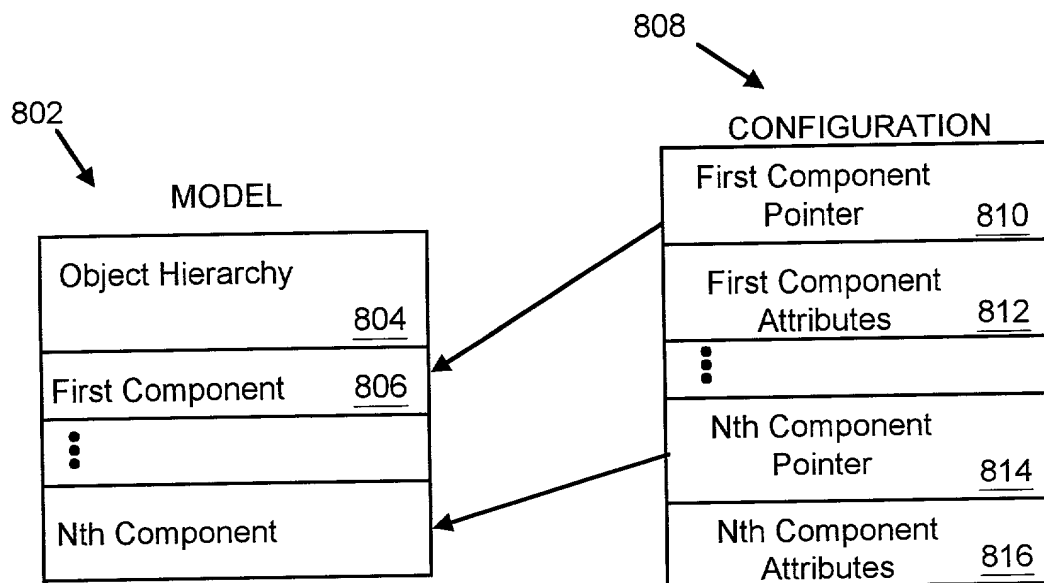 802
MODEL
Object Hierarchy
804
First Component 806
Nth Component
808
CONFIGURATION
First Component
Pointer 810
First Component
Attributes 812
Nth Component
Pointer 814
Nth Component
Attributes 816